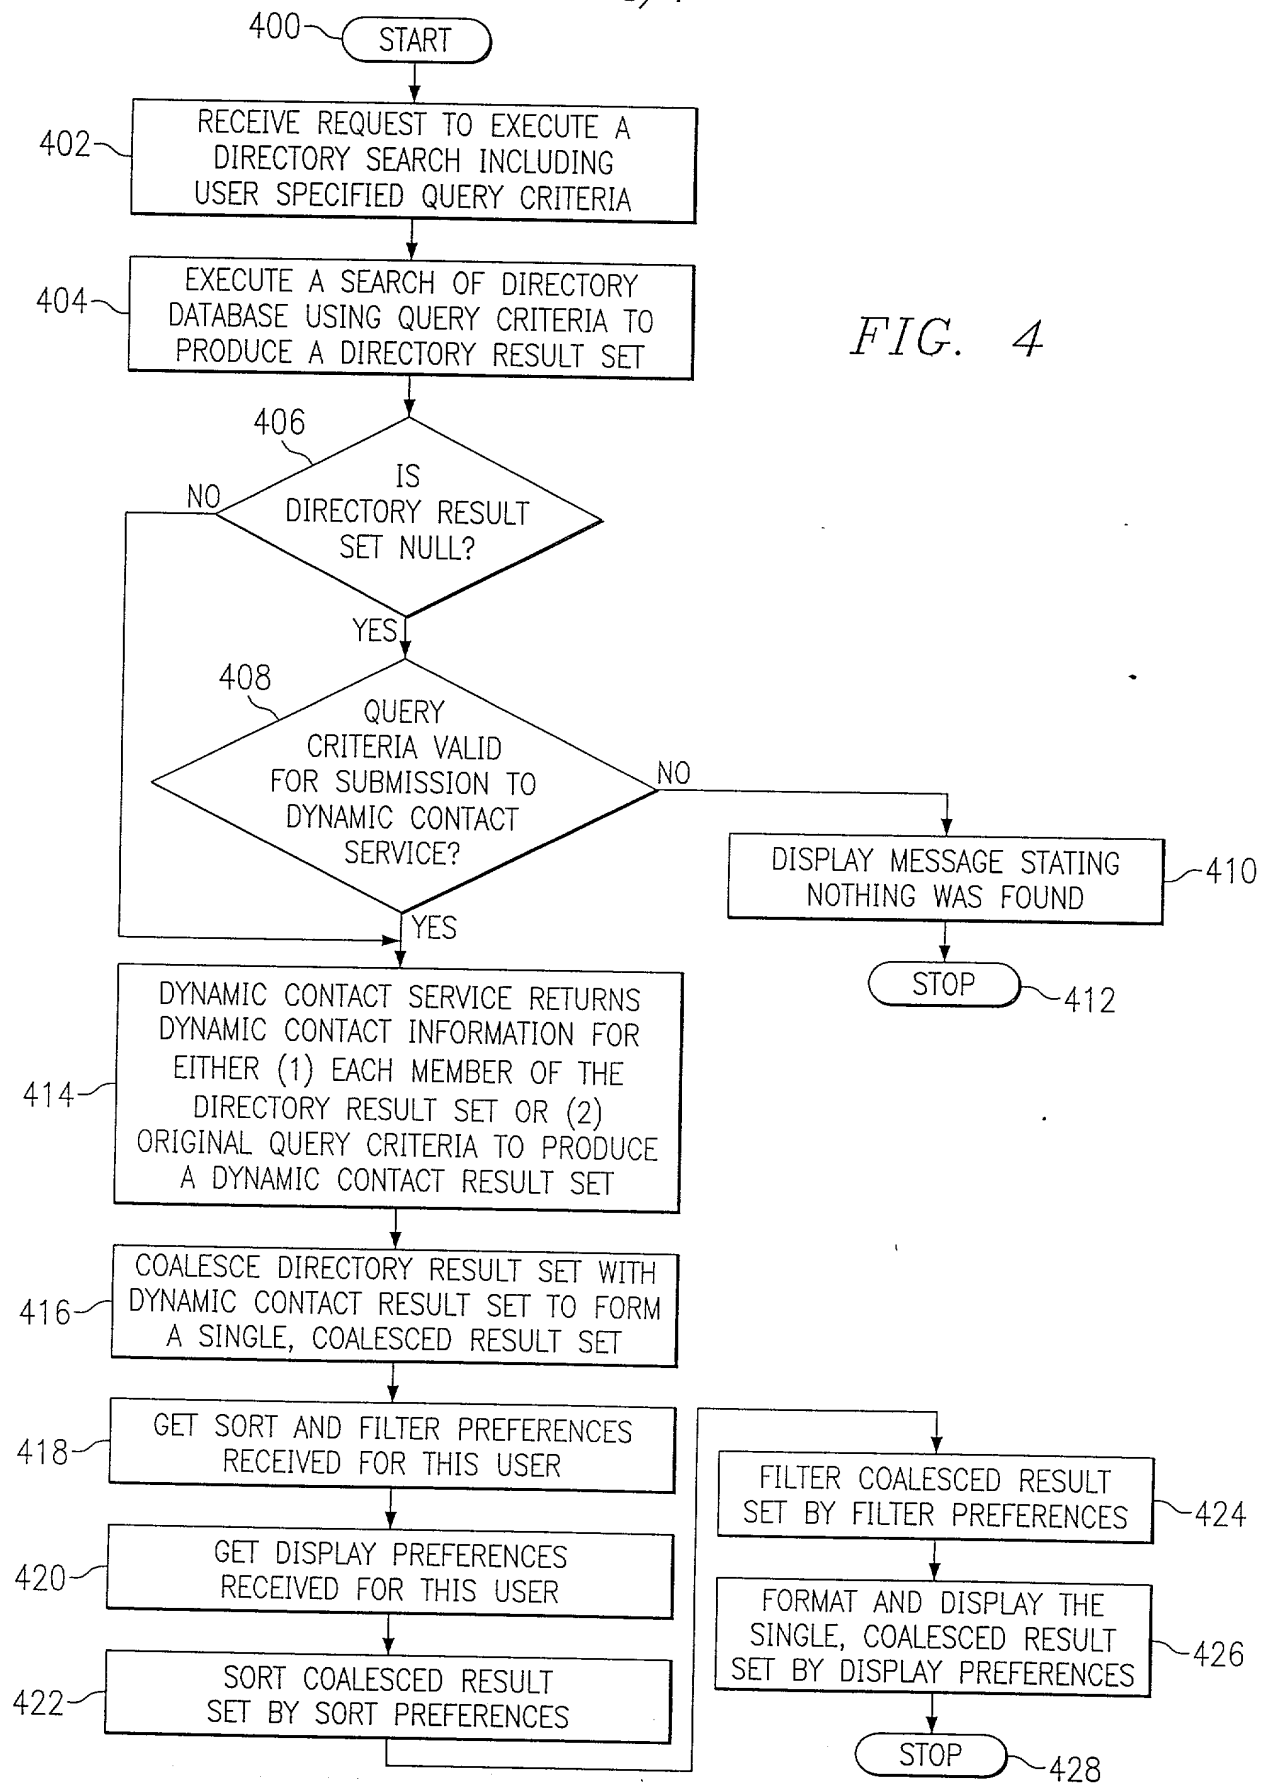 400
START
402
RECEIVE REQUEST TO EXECUTE A
DIRECTORY SEARCH INCLUDING
USER SPECIFIED QUERY CRITERIA
404
EXECUTE A SEARCH OF DIRECTORY
DATABASE USING QUERY CRITERIA TO
PRODUCE A DIRECTORY RESULT SET
FIG. 4
406
IS
DIRECTORY RESULT
SET NULL?
NO
YES
408
QUERY
CRITERIA VALID
FOR SUBMISSION TO
DYNAMIC CONTACT
SERVICE?
NO
YES
DISPLAY MESSAGE STATING
NOTHING WAS FOUND
410
STOP
412
414
DYNAMIC CONTACT SERVICE RETURNS
DYNAMIC CONTACT INFORMATION FOR
EITHER (1) EACH MEMBER OF THE
DIRECTORY RESULT SET OR (2)
ORIGINAL QUERY CRITERIA TO PRODUCE
A DYNAMIC CONTACT RESULT SET
416
COALESCE DIRECTORY RESULT SET WITH
DYNAMIC CONTACT RESULT SET TO FORM
A SINGLE, COALESCED RESULT SET
418
GET SORT AND FILTER PREFERENCES
RECEIVED FOR THIS USER
420
GET DISPLAY PREFERENCES
RECEIVED FOR THIS USER
422
SORT COALESCED RESULT
SET BY SORT PREFERENCES
FILTER COALESCED RESULT
SET BY FILTER PREFERENCES
424
FORMAT AND DISPLAY THE
SINGLE, COALESCED RESULT
SET BY DISPLAY PREFERENCES
426
STOP
428